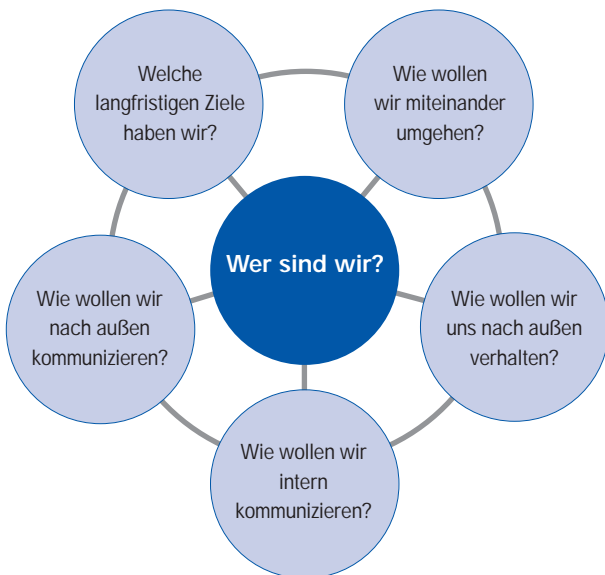 Welche
langfristigen Ziele
haben wir?
Wie wollen
wir miteinander
umgehen?
Wer sind wir?
Wie wollen wir
nach außen
kommunizieren?
Wie wollen wir
uns nach außen
verhalten?
Wie wollen wir
intern
kommunizieren?